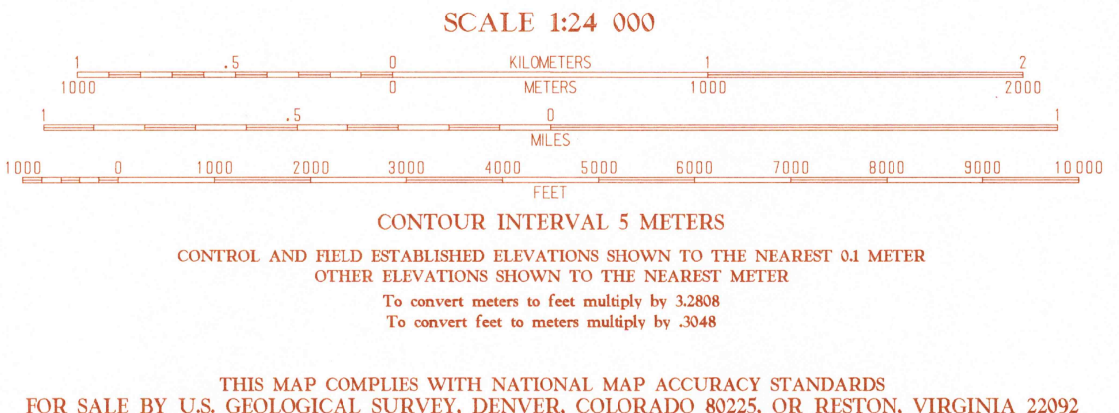 SCALE 1:24 000
1 .5 0 KILOMETERS 1 2
1000 0 METERS 1000 2000
1 .5 0 1
MILES
1000 0 1000 2000 3000 4000 5000 6000 7000 8000 9000 10 000
FEET
CONTOUR INTERVAL 5 METERS
CONTROL AND FIELD ESTABLISHED ELEVATIONS SHOWN TO THE NEAREST 0.1 METER
OTHER ELEVATIONS SHOWN TO THE NEAREST METER
To convert meters to feet multiply by 3.2808
To convert feet to meters multiply by .3048
THIS MAP COMPLIES WITH NATIONAL MAP ACCURACY STANDARDS
FOR SALE BY U.S. GEOLOGICAL SURVEY, DENVER, COLORADO 80225, OR RESTON, VIRGINIA 22092